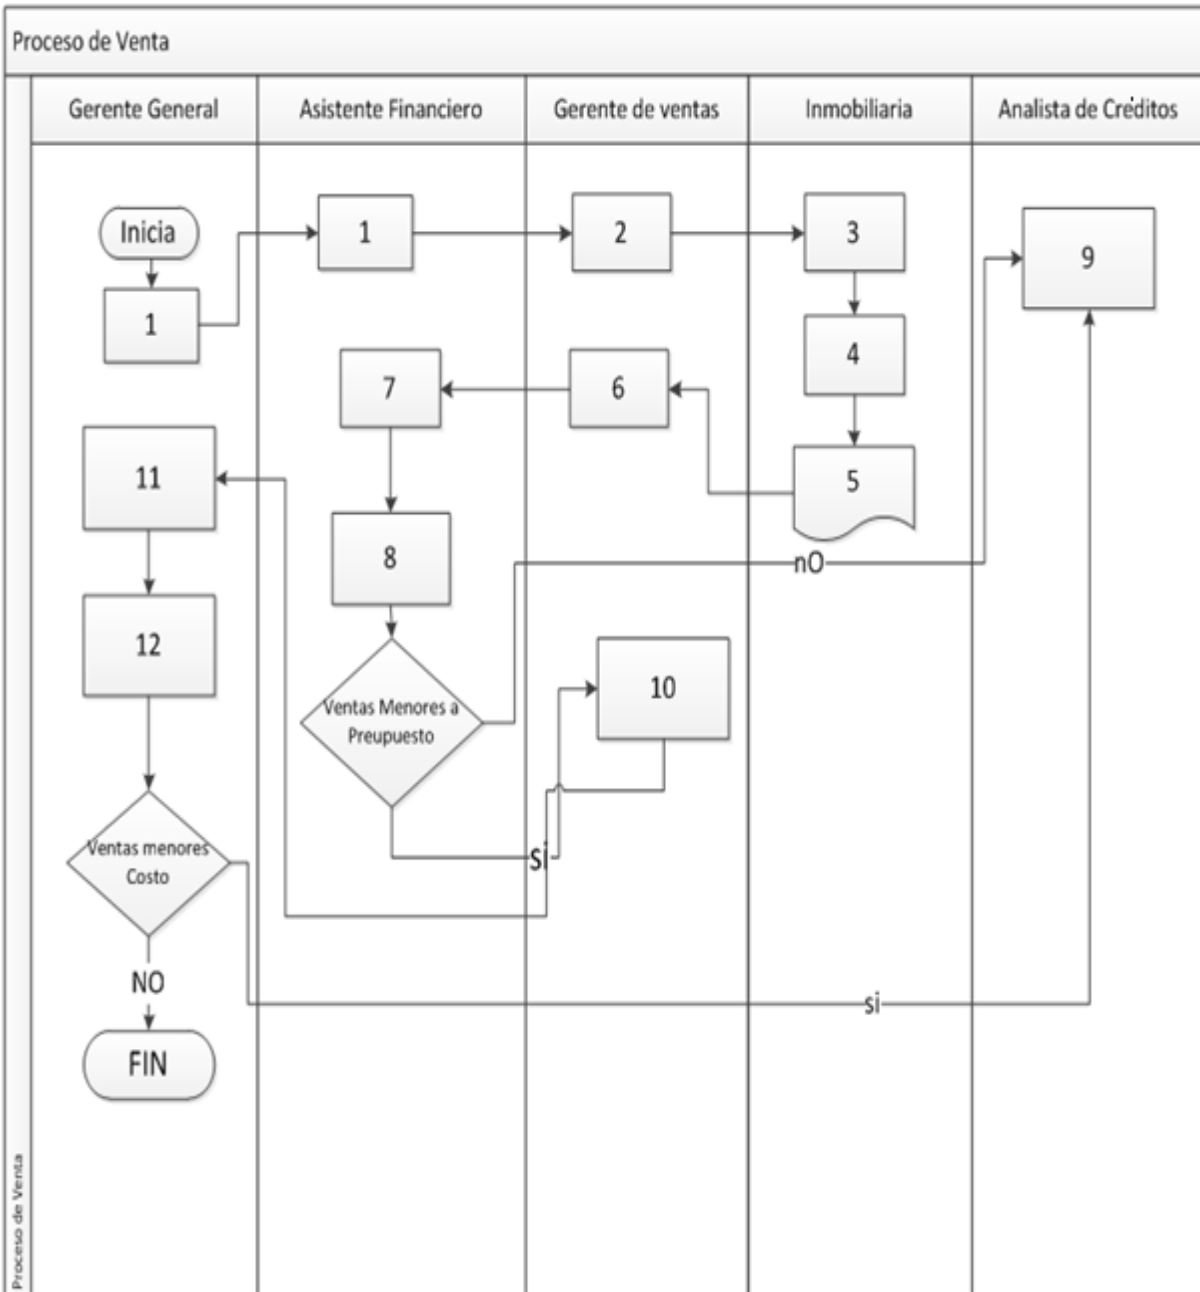 Proceso de Venta
Gerente General
Asistente Financiero
Gerente de ventas
Inmobiliaria
Analista de Créditos
Inicia
1
1
2
3
9
4
7
6
11
5
8
nO
12
10
Ventas Menores a
Preupuesto
Ventas menores
Costo
si
NO
si
FIN
Proceso de Venta